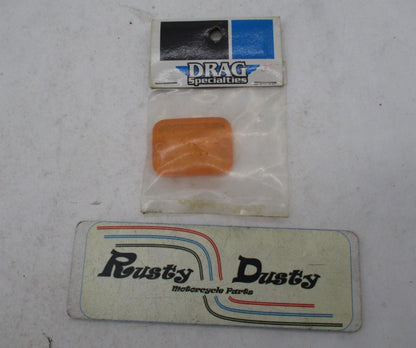 DRAG
Specialties
Rusty Dusty
Motorcycle Parts